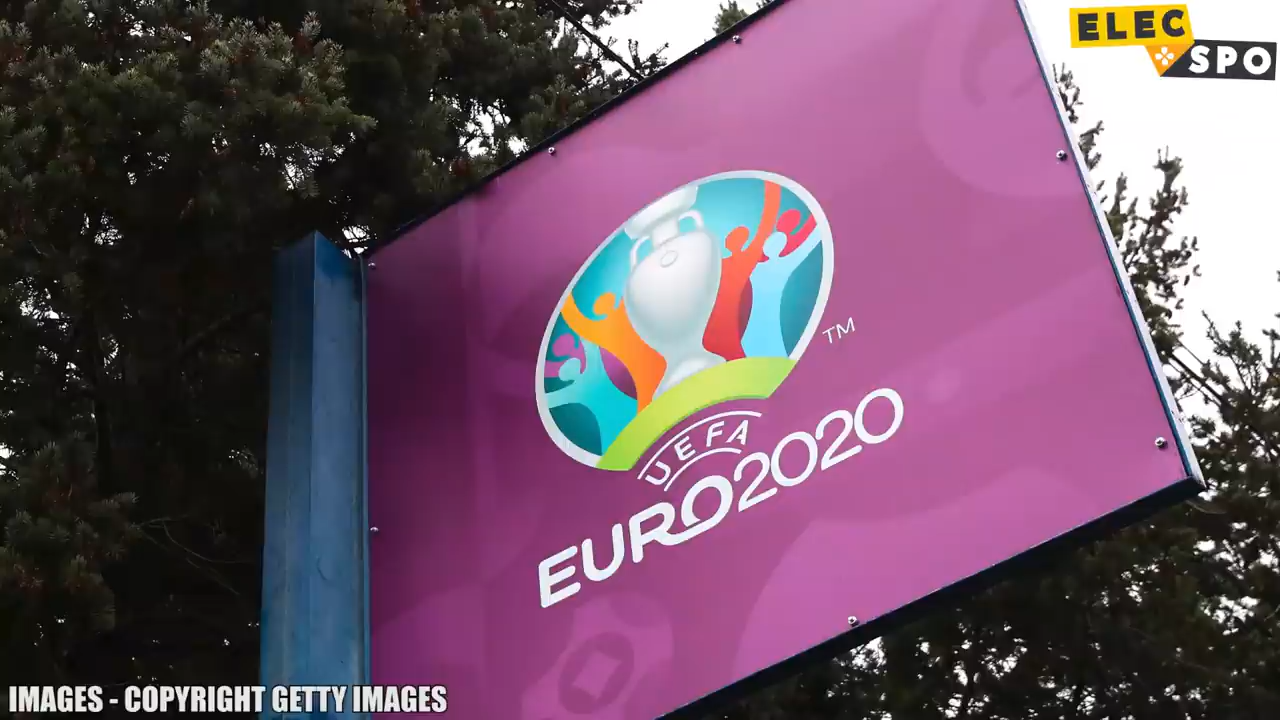 ELEC
SPO
TM
UEFA
EURO2020
IMAGES - COPYRIGHT GETTY IMAGES